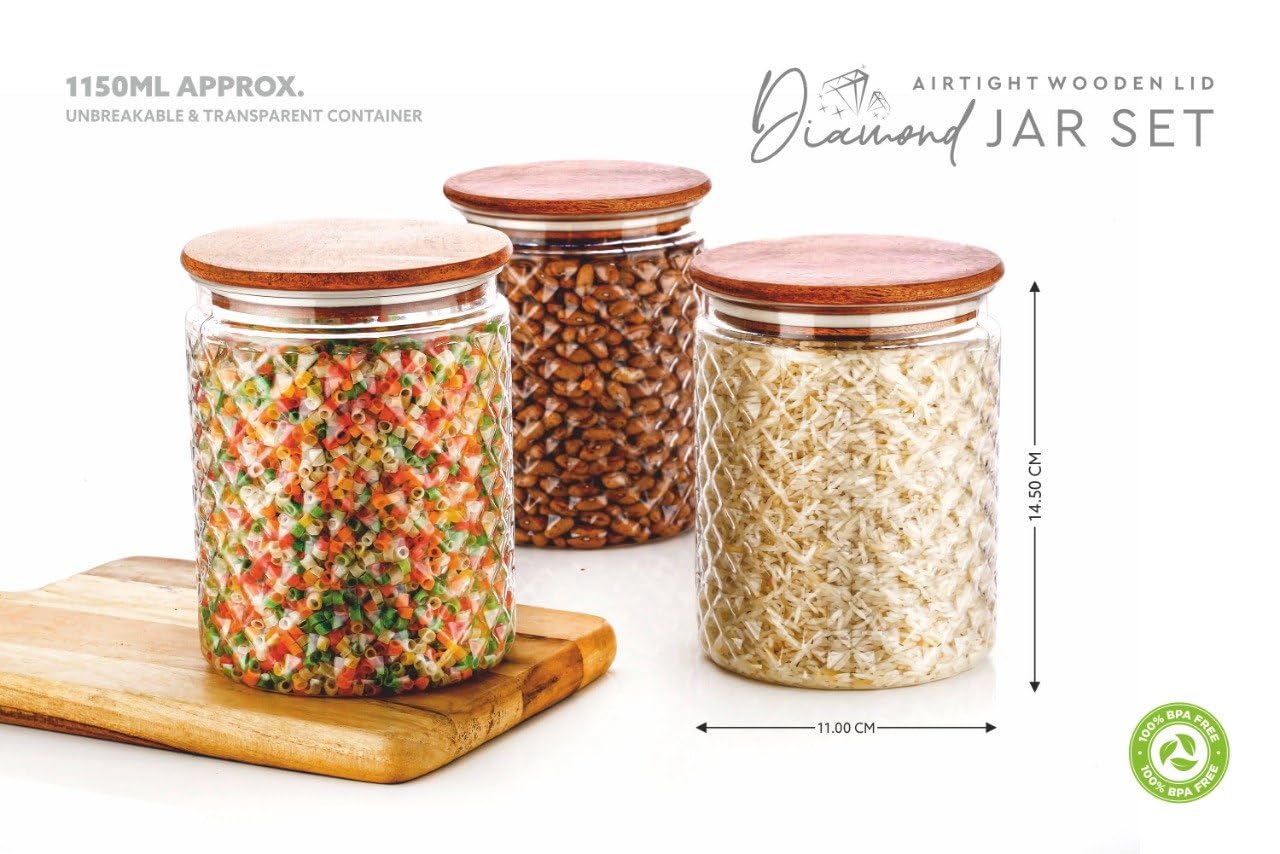 1150ML APPROX.
UNBREAKABLE & TRANSPARENT CONTAINER
AIRTIGHT WOODEN LID
Diamond JAR SET
14.50 CM
11.00 CM
100% BPA FREE
100% BPA FREE